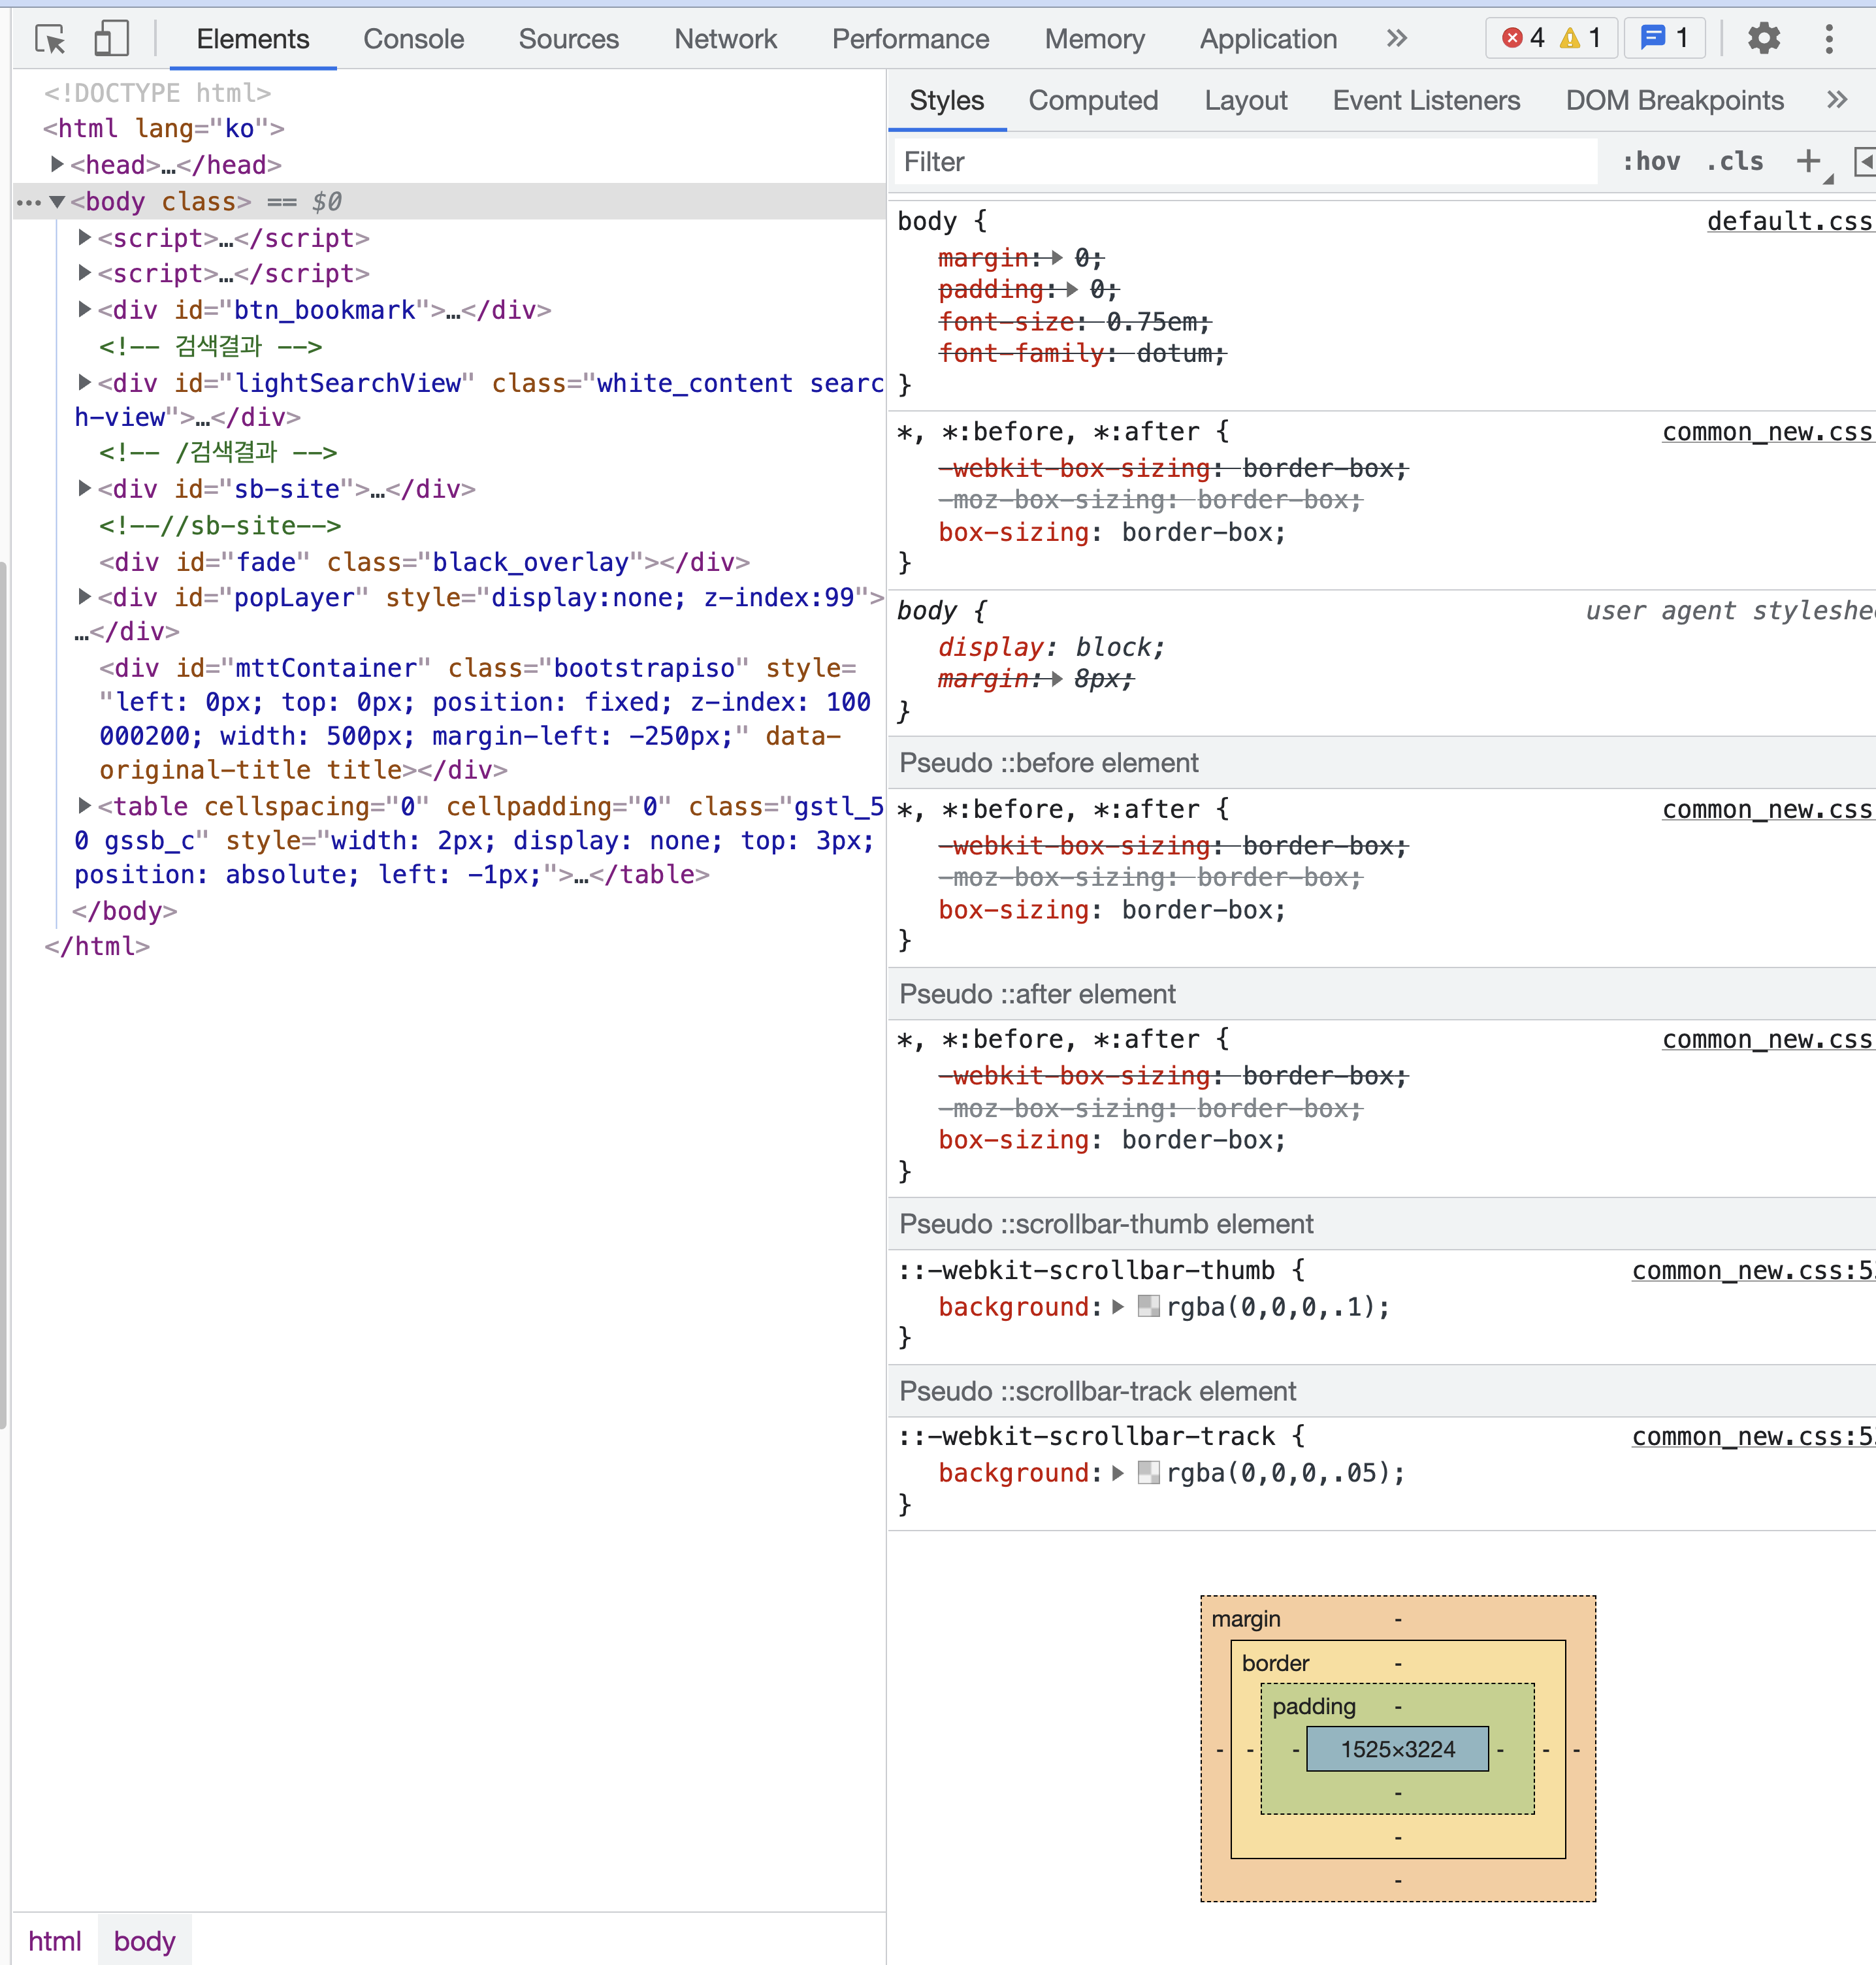 Elements Console Sources Network Performance Memory Application » 4 1 1
<!DOCTYPE html>
<html lang="ko">
<head>…</head>
<body class> == $0
<script>…</script>
<script>…</script>
<div id="btn_bookmark">…</div>
<!-- 검색결과 -->
<div id="lightSearchView" class="white_content searc
h-view">…</div>
<!-- /검색결과 -->
<div id="sb-site">…</div>
<!--//sb-site-->
<div id="fade" class="black_overlay"></div>
<div id="popLayer" style="display:none; z-index:99">
…</div>
<div id="mttContainer" class="bootstrapiso" style=
"left: 0px; top: 0px; position: fixed; z-index: 100
000200; width: 500px; margin-left: -250px;" data-
original-title title></div>
<table cellspacing="0" cellpadding="0" class="gstl_5
0 gssb_c" style="width: 2px; display: none; top: 3px;
position: absolute; left: -1px;">…</table>
</body>
</html>
html body
Styles Computed Layout Event Listeners DOM Breakpoints »
Filter :hov .cls +
body { default.css
margin: 0;
padding: 0;
font-size: 0.75em;
font-family: dotum;
}
*, *:before, *:after { common_new.css
-webkit-box-sizing: border-box;
-moz-box-sizing: border-box;
box-sizing: border-box;
}
body { user agent
display: block;
margin: 8px;
}
Pseudo ::before element
*, *:before, *:after { common_new.css
-webkit-box-sizing: border-box;
-moz-box-sizing: border-box;
box-sizing: border-box;
}
Pseudo ::after element
*, *:before, *:after { common_new.css
-webkit-box-sizing: border-box;
-moz-box-sizing: border-box;
box-sizing: border-box;
}
Pseudo ::scrollbar-thumb element
::-webkit-scrollbar-thumb { common_new.css:5
background: rgba(0,0,0,.1);
}
Pseudo ::scrollbar-track element
::-webkit-scrollbar-track { common_new.css:5
background: rgba(0,0,0,.05);
}
margin -
border -
padding -
- - - 1525×3224 - - -
-
-
-